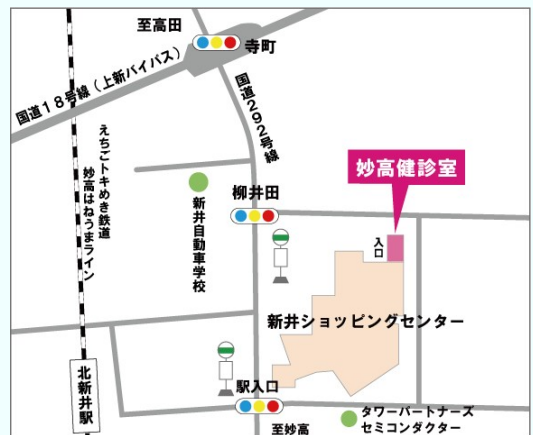 至高田
寺町
国道18号線(上新バイパス)
国道292号線
えちごトキめき鉄道
妙高はねうまライン
新井自動車学校
柳井田
妙高健診室
入口
新井ショッピングセンター
北新井駅
駅入口
至妙高
タワーパートナーズ
セミコンダクター